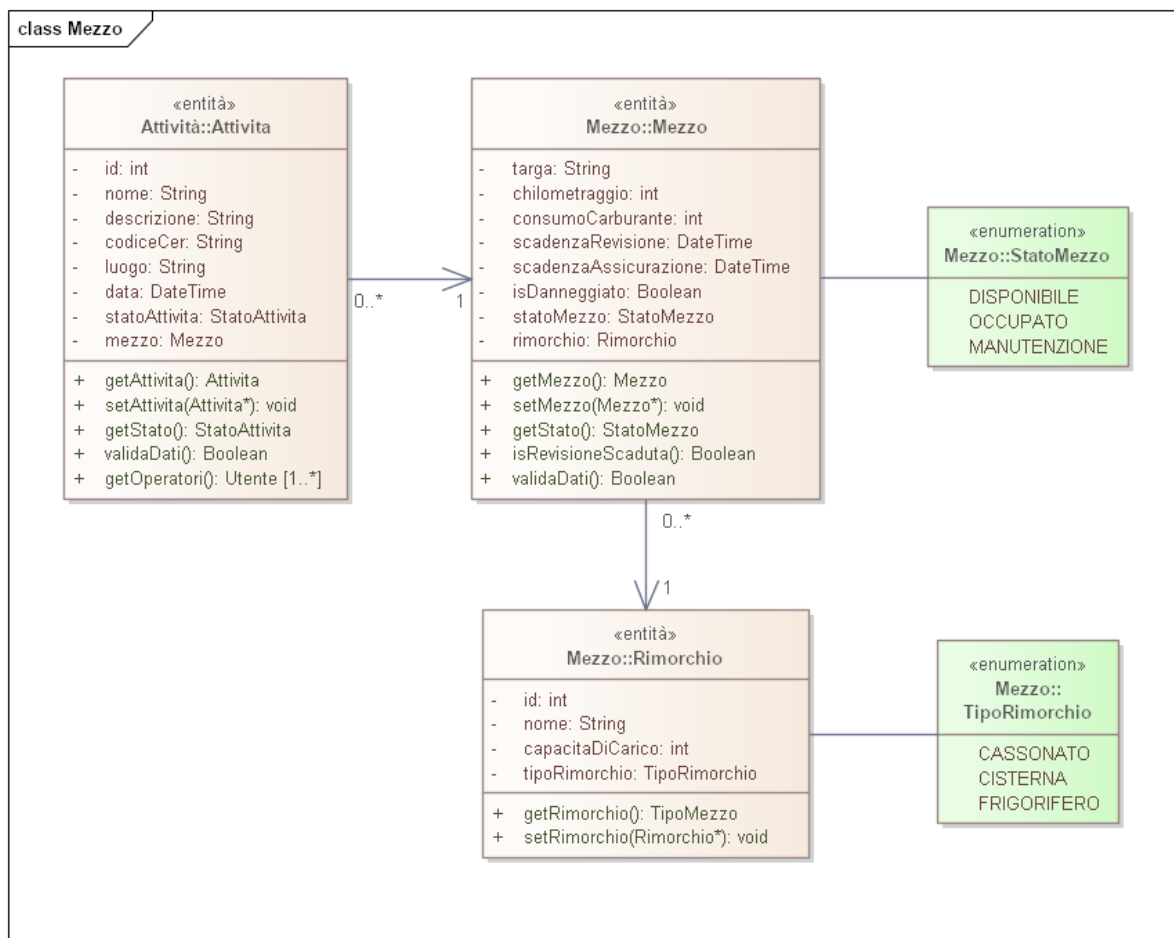 class Mezzo
«entità»
Attività::Attivita
- id: int
- nome: String
- descrizione: String
- codiceCer: String
- luogo: String
- data: DateTime
- statoAttivita: StatoAttivita
- mezzo: Mezzo
+ getAttivita(): Attivita
+ setAttivita(Attivita*): void
+ getStato(): StatoAttivita
+ validaDati(): Boolean
+ getOperatori(): Utente [1..*]
0..*
1
«entità»
Mezzo::Mezzo
- targa: String
- chilometraggio: int
- consumoCarburante: int
- scadenzaRevisione: DateTime
- scadenzaAssicurazione: DateTime
- isDanneggiato: Boolean
- statoMezzo: StatoMezzo
- rimorchio: Rimorchio
+ getMezzo(): Mezzo
+ setMezzo(Mezzo*): void
+ getStato(): StatoMezzo
+ isRevisioneScaduta(): Boolean
+ validaDati(): Boolean
«enumeration»
Mezzo::StatoMezzo
DISPONIBILE
OCCUPATO
MANUTENZIONE
0..*
1
«entità»
Mezzo::Rimorchio
- id: int
- nome: String
- capacitaDiCarico: int
- tipoRimorchio: TipoRimorchio
+ getRimorchio(): TipoMezzo
+ setRimorchio(Rimorchio*): void
«enumeration»
Mezzo::
TipoRimorchio
CASSONATO
CISTERNA
FRIGORIFERO